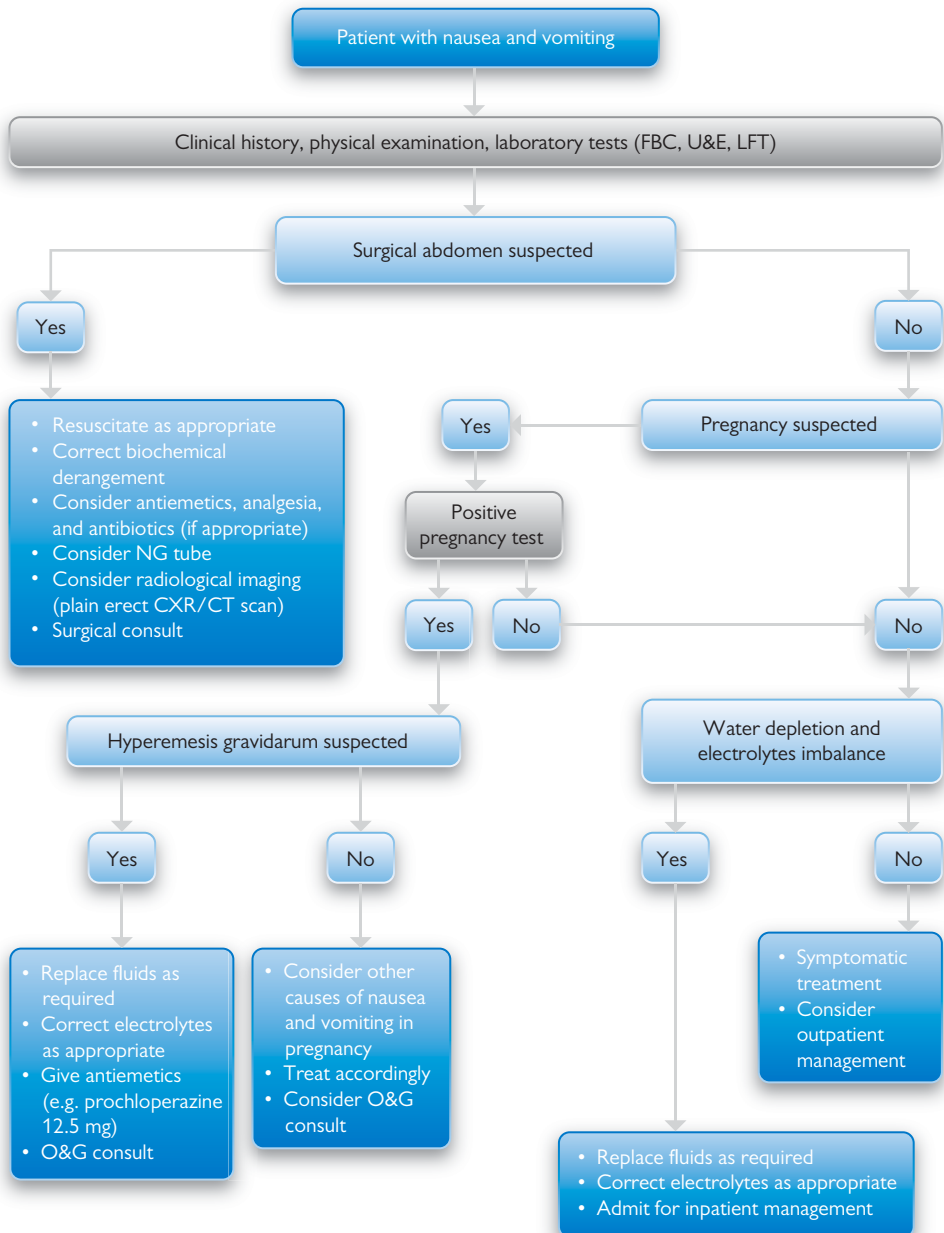 Patient with nausea and vomiting
Clinical history, physical examination, laboratory tests (FBC, U&E, LFT)
Surgical abdomen suspected
Yes
No
• Resuscitate as appropriate
• Correct biochemical
derangement
• Consider antiemetics, analgesia,
and antibiotics (if appropriate)
• Consider NG tube
• Consider radiological imaging
(plain erect CXR/CT scan)
• Surgical consult
Yes
Pregnancy suspected
Positive
pregnancy test
Yes
No
No
Hyperemesis gravidarum suspected
Water depletion and
electrolytes imbalance
Yes
No
Yes
No
• Replace fluids as
required
• Correct electrolytes
as appropriate
• Give antiemetics
(e.g. prochloperazine
12.5 mg)
• O&G consult
• Consider other
causes of nausea
and vomiting in
pregnancy
• Treat accordingly
• Consider O&G
consult
• Symptomatic
treatment
• Consider
outpatient
management
• Replace fluids as required
• Correct electrolytes as appropriate
• Admit for inpatient management